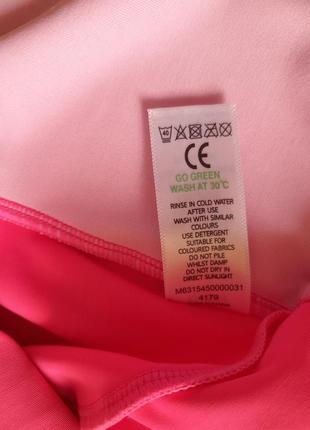 40
CE
GO GREEN
WASH AT 30°C
RINSE IN COLD WATER
AFTER USE
WASH WITH SIMILAR
COLOURS
USE DETERGENT
SUITABLE FOR
COLOURED FABRICS
DO NOT PILE
WHILST DAMP
DO NOT DRY IN
DIRECT SUNLIGHT
M6315450000031
4179